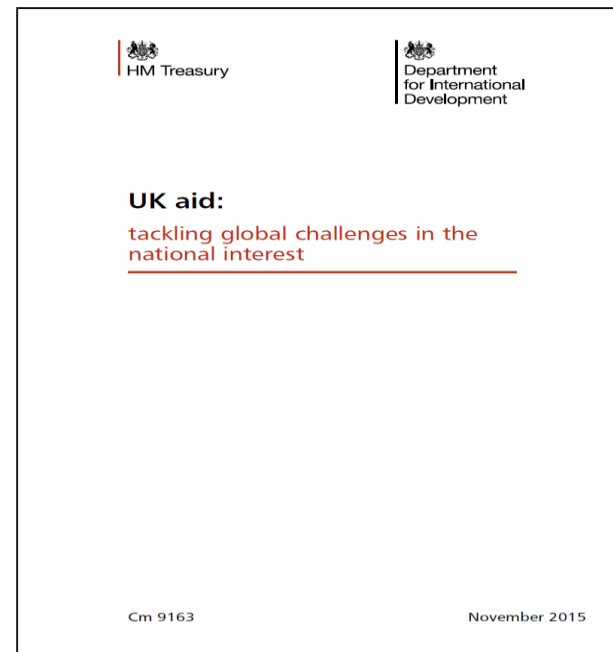 HM Treasury
Department
for International
Development
UK aid:
tackling global challenges in the
national interest
Cm 9163
November 2015